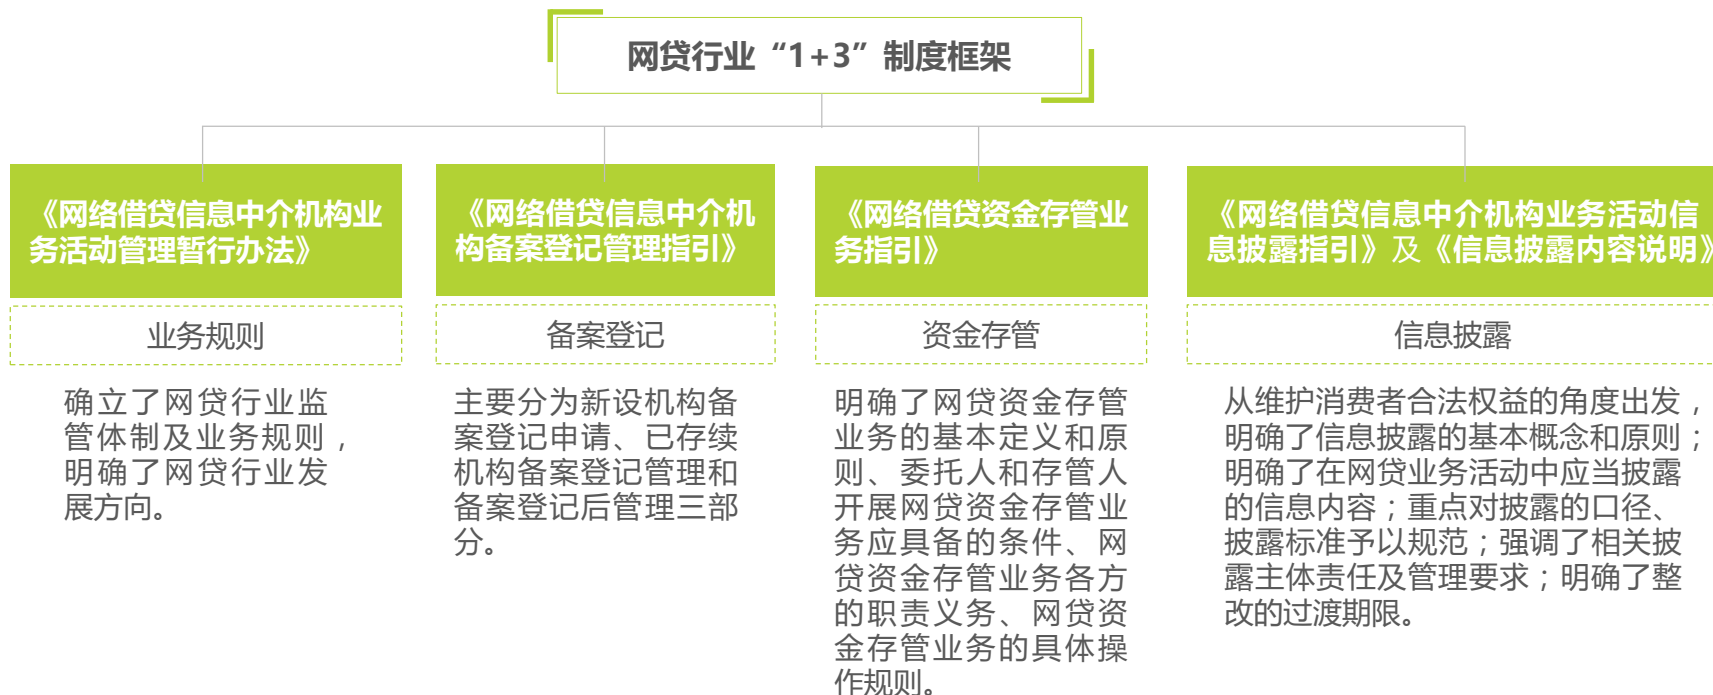 网贷行业“1+3”制度框架
《网络借贷信息中介机构业
务活动管理暂行办法》
业务规则
确立了网贷行业监
管体制及业务规则，
明确了网贷行业发
展方向。
《网络借贷信息中介机
构备案登记管理指引》
备案登记
主要分为新设机构备
案登记申请、已存续
机构备案登记管理和
备案登记后管理三部
分。
《网络借贷资金存管业
务指引》
资金存管
明确了网贷资金存管
业务的基本定义和原
则、委托人和存管人
开展网贷资金存管业
务应具备的条件、网
贷资金存管业务各方
的职责义务、网贷资
金存管业务的具体操
作规则。
《网络借贷信息中介机构业务活动信
息披露指引》及《信息披露内容说明》
信息披露
从维护消费者合法权益的角度出发，
明确了信息披露的基本概念和原则；
明确了在网贷业务活动中应当披露
的信息内容；重点对披露的口径、
披露标准予以规范；强调了相关披
露主体责任及管理要求；明确了整
改的过渡期限。